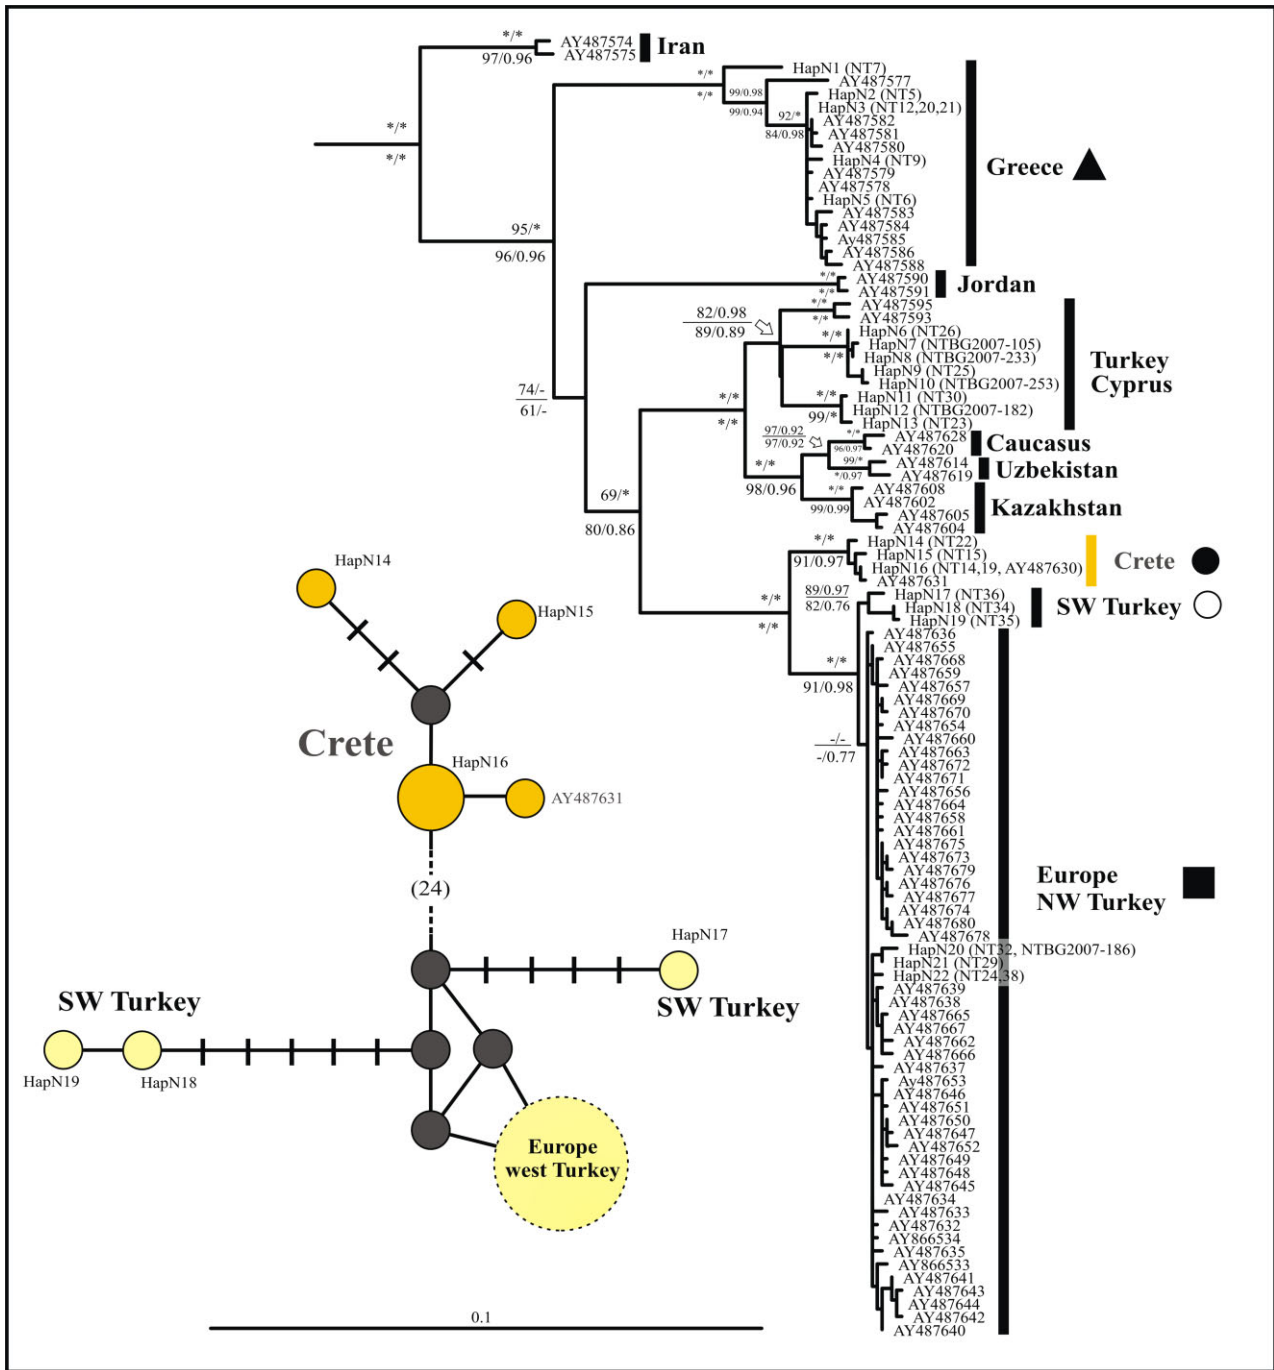 */*
97/0.96
AY487574
AY487575
Iran
*/*
*/*
95/*
96/0.96
*/*
*/*
99/0.98
99/0.94
92/*
84/0.98
HapN1 (NT7)
AY487577
HapN2 (NT5)
HapN3 (NT12,20,21)
AY487582
AY487581
AY487580
HapN4 (NT9)
AY487579
AY487578
HapN5 (NT6)
AY487583
AY487584
Ay487585
AY487586
AY487588
Greece
74/-
61/-
*/*
*/*
AY487590
AY487591
Jordan
69/*
80/0.86
*/*
*/*
82/0.98
89/0.89
*/*
*/*
AY487595
AY487593
*/*
*/*
HapN6 (NT26)
HapN7 (NTBG2007-105)
HapN8 (NTBG2007-233)
HapN9 (NT25)
HapN10 (NTBG2007-253)
*/*
99/*
HapN11 (NT30)
HapN12 (NTBG2007-182)
HapN13 (NT23)
Turkey
Cyprus
*/*
98/0.96
97/0.92
97/0.92
*/*
96/0.97
AY487628
AY487620
Caucasus
99/*
*/0.97
AY487614
AY487619
Uzbekistan
*/*
99/0.99
AY487608
AY487602
AY487605
AY487604
Kazakhstan
*/*
*/*
*/*
91/0.97
HapN14 (NT22)
HapN15 (NT15)
HapN16 (NT14,19, AY487630)
AY487631
Crete
89/0.97
82/0.76
HapN17 (NT36)
HapN18 (NT34)
HapN19 (NT35)
SW Turkey
*/*
91/0.98
-/-
-/0.77
AY487636
AY487655
AY487668
AY487659
AY487657
AY487669
AY487670
AY487654
AY487660
AY487663
AY487672
AY487671
AY487656
AY487664
AY487658
AY487661
AY487675
AY487673
AY487679
AY487676
AY487677
AY487674
AY487680
AY487678
HapN20 (NT32, NTBG2007-186)
HapN21 (NT29)
HapN22 (NT24,38)
AY487639
AY487638
AY487665
AY487667
AY487662
AY487666
AY487637
Ay487653
AY487646
AY487651
AY487650
AY487647
AY487652
AY487649
AY487648
AY487645
AY487634
AY487633
AY487632
AY866534
AY487635
AY866533
AY487641
AY487643
AY487644
AY487642
AY487640
Europe
NW Turkey
HapN14
HapN15
Crete
HapN16
AY487631
(24)
HapN17
SW Turkey
SW Turkey
HapN19
HapN18
Europe
west Turkey
0.1